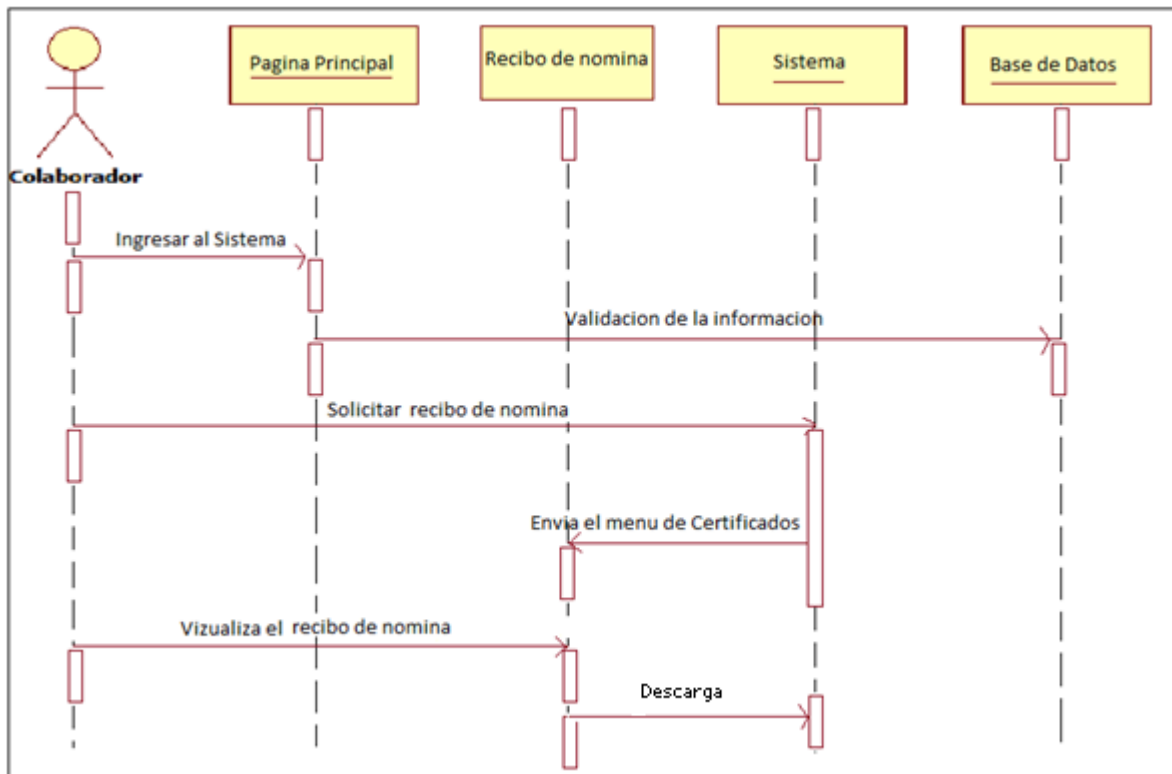 Pagina Principal
Recibo de nomina
Sistema
Base de Datos
Colaborador
Ingresar al Sistema
Validacion de la informacion
Solicitar recibo de nomina
Envia el menu de Certificados
Vizualiza el recibo de nomina
Descarga